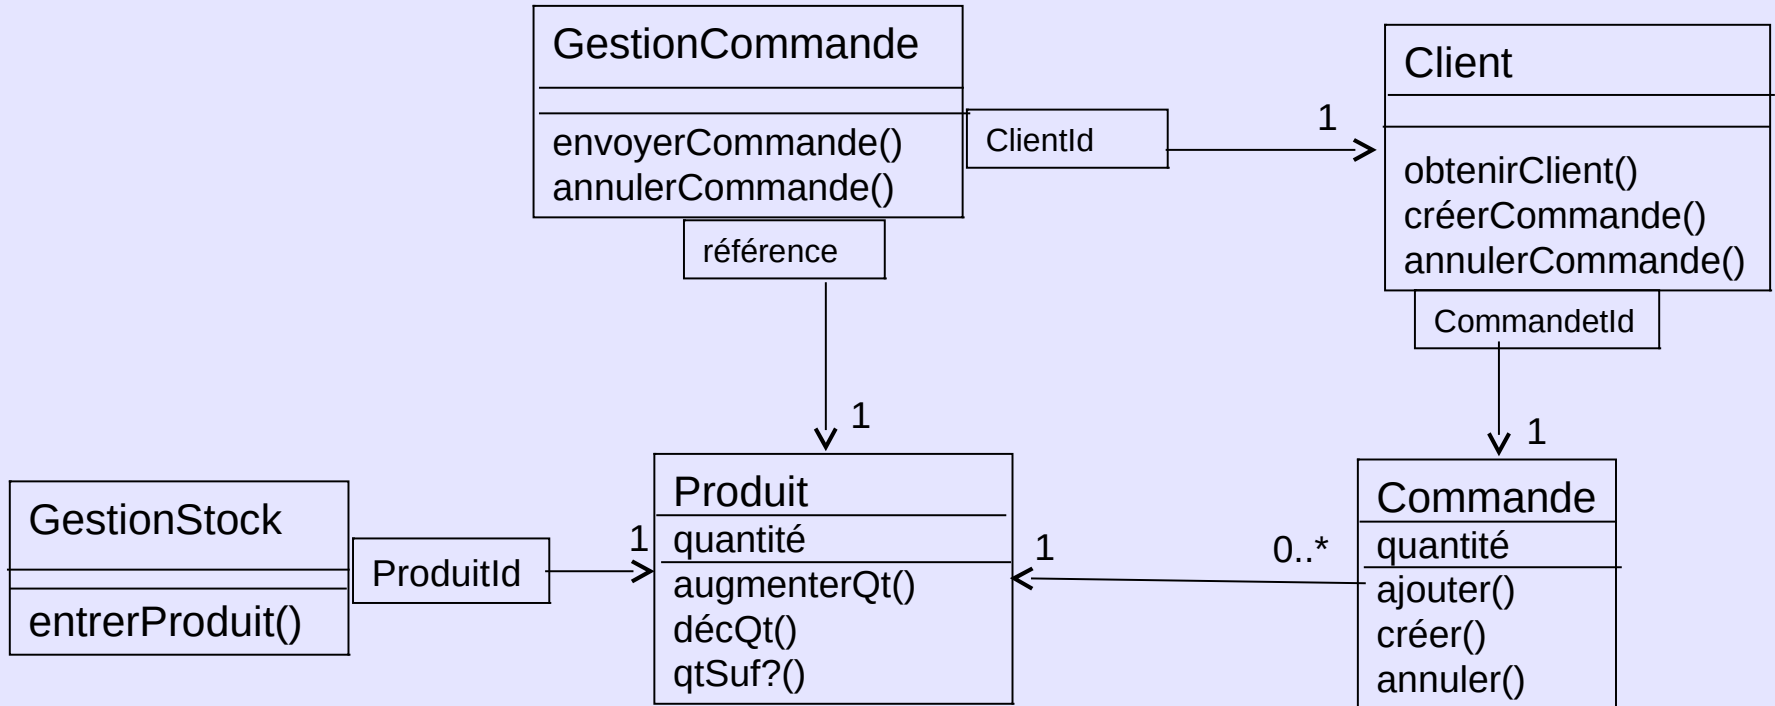 GestionCommande
envoyerCommande()
annulerCommande()
ClientId
1
Client
obtenirClient()
créerCommande()
annulerCommande()
référence
CommandetId
1
1
GestionStock
entrerProduit()
ProduitId
1
Produit
quantité
augmenterQt()
décQt()
qtSuf?()
1
0..*
Commande
quantité
ajouter()
créer()
annuler()